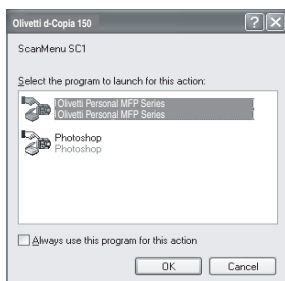 Olivetti d-Copia 150
ScanMenu SC1
Select the program to launch for this action:
Olivetti Personal MFP Series
Olivetti Personal MFP Series
Photoshop
Photoshop
Always use this program for this action
OK Cancel